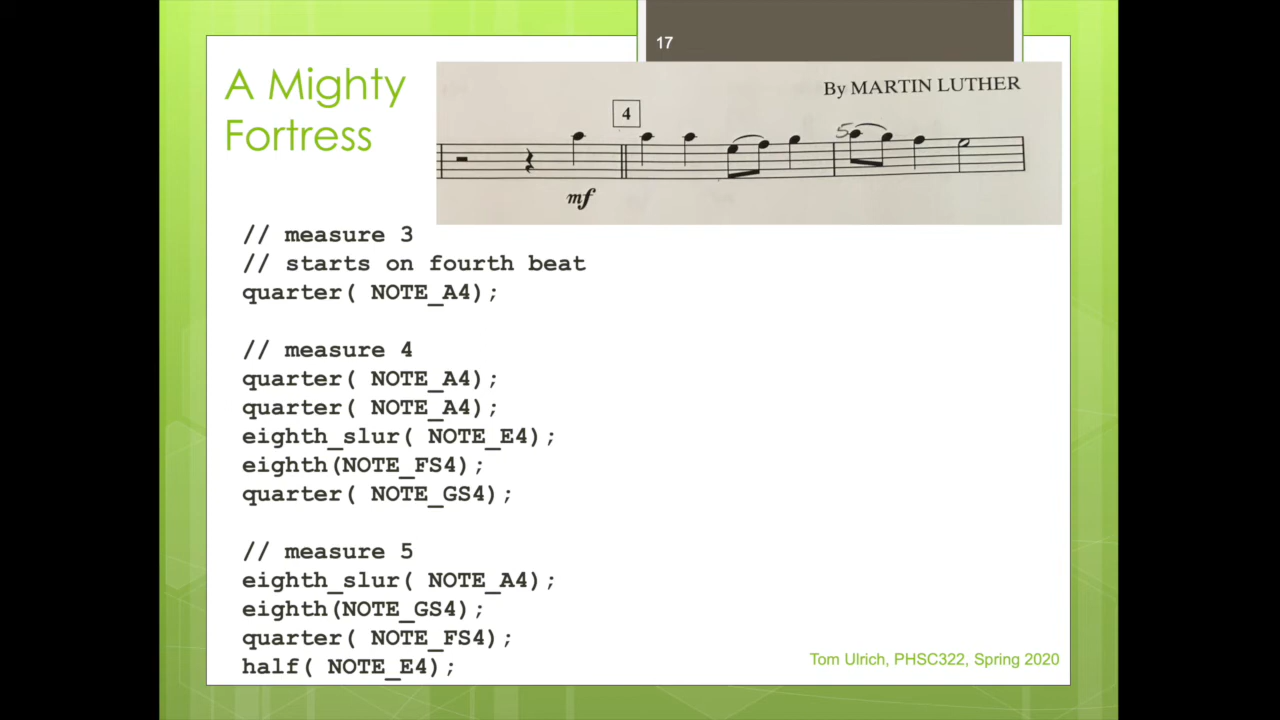 17
A Mighty
Fortress
By MARTIN LUTHER
4
5
mf
// measure 3
// starts on fourth beat
quarter( NOTE_A4);
// measure 4
quarter( NOTE_A4);
quarter( NOTE_A4);
eighth_slur( NOTE_E4);
eighth(NOTE_FS4);
quarter( NOTE_GS4);
// measure 5
eighth_slur( NOTE_A4);
eighth(NOTE_GS4);
quarter( NOTE_FS4);
half( NOTE_E4);
Tom Ulrich, PHSC322, Spring 2020